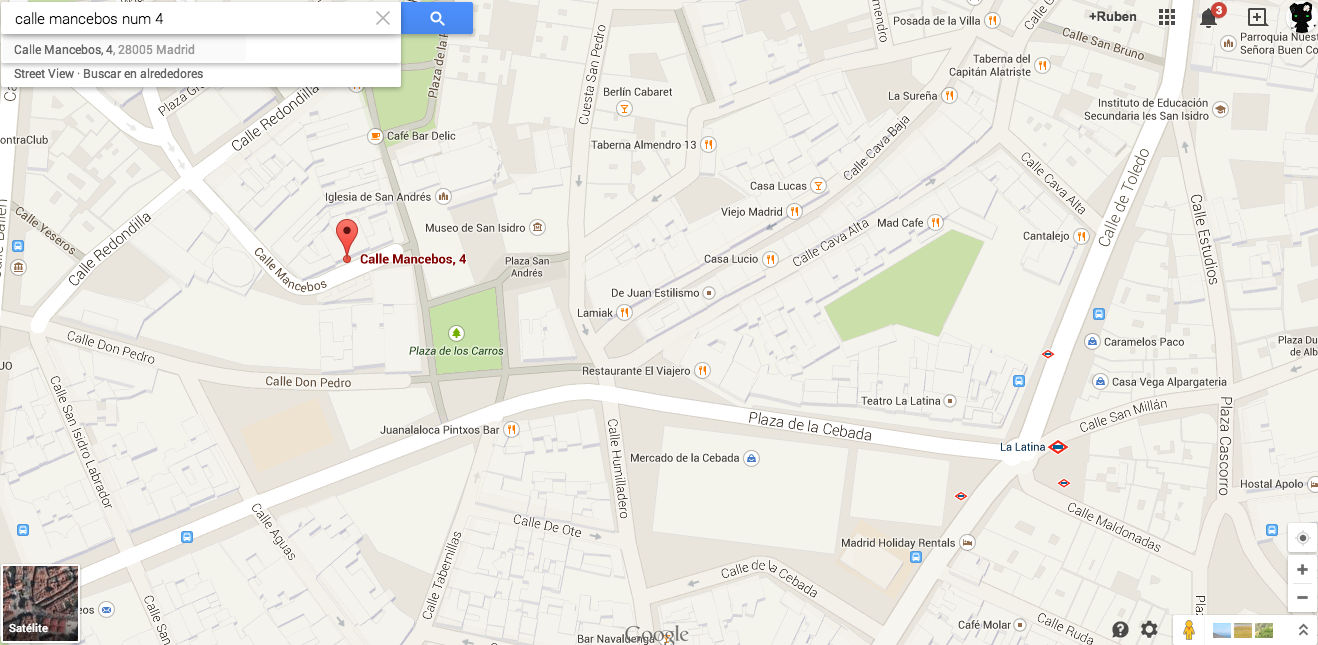 calle mancebos num 4
Calle Mancebos, 4, 28005 Madrid
Street View · Buscar en alrededores
+Ruben
3
Posada de la Villa
Calle San Bruno
Parroquia Nues
Señora Buen Co
Taberna del
Capitán Alatriste
La Sureña
Instituto de Educación
Secundaria Ies San Isidro
Cuesta San Pedro
Berlín Cabaret
Plaza de la
Calle Redondilla
ontraClub
Café Bar Delic
Taberna Almendro 13
Calle Cava Baja
Calle de Toledo
Calle Cava Alta
Casa Lucas
Iglesia de San Andrés
Viejo Madrid
Mad Cafe
Museo de San Isidro
Cantalejo
Calle Estudios
Calle Yeseros
Calle Redondilla
Calle Mancebos
Calle Mancebos, 4
Plaza San
Andrés
Casa Lucio
Calle Cava Alta
De Juan Estilismo
Lamiak
Caramelos Paco
Plaza Du
de Alb
Calle Don Pedro
Plaza de los Carros
Restaurante El Viajero
Calle Don Pedro
Casa Vega Alpargateria
Teatro La Latina
Calle San Millán
Plaza Cascorro
Calle San Isidro Labrador
Juanalaloca Pintxos Bar
Calle Humilladero
Plaza de la Cebada
La Latina
Mercado de la Cebada
Hostal Apolo
Calle Aguas
Calle De Ote
Calle Maldonadas
Calle Tabernillas
Madrid Holiday Rentals
Calle de la Cebada
Calle San
eos
Satélite
Bar Navaluenga
Google
Café Molar
Calle Ruda
Pl